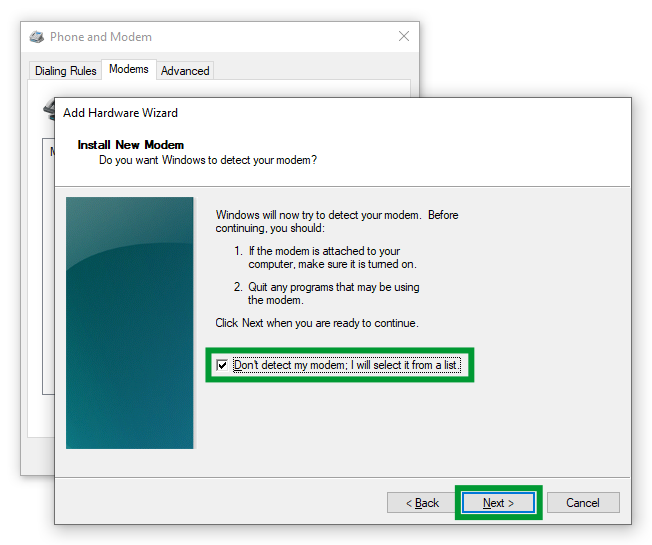 Phone and Modem
Dialing Rules Modems Advanced
Add Hardware Wizard
Install New Modem
Do you want Windows to detect your modem?
Windows will now try to detect your modem. Before
continuing, you should:
1. If the modem is attached to your
computer, make sure it is turned on.
2. Quit any programs that may be using
the modem.
Click Next when you are ready to continue.
Don't detect my modem; I will select it from a list.
< Back Next > Cancel